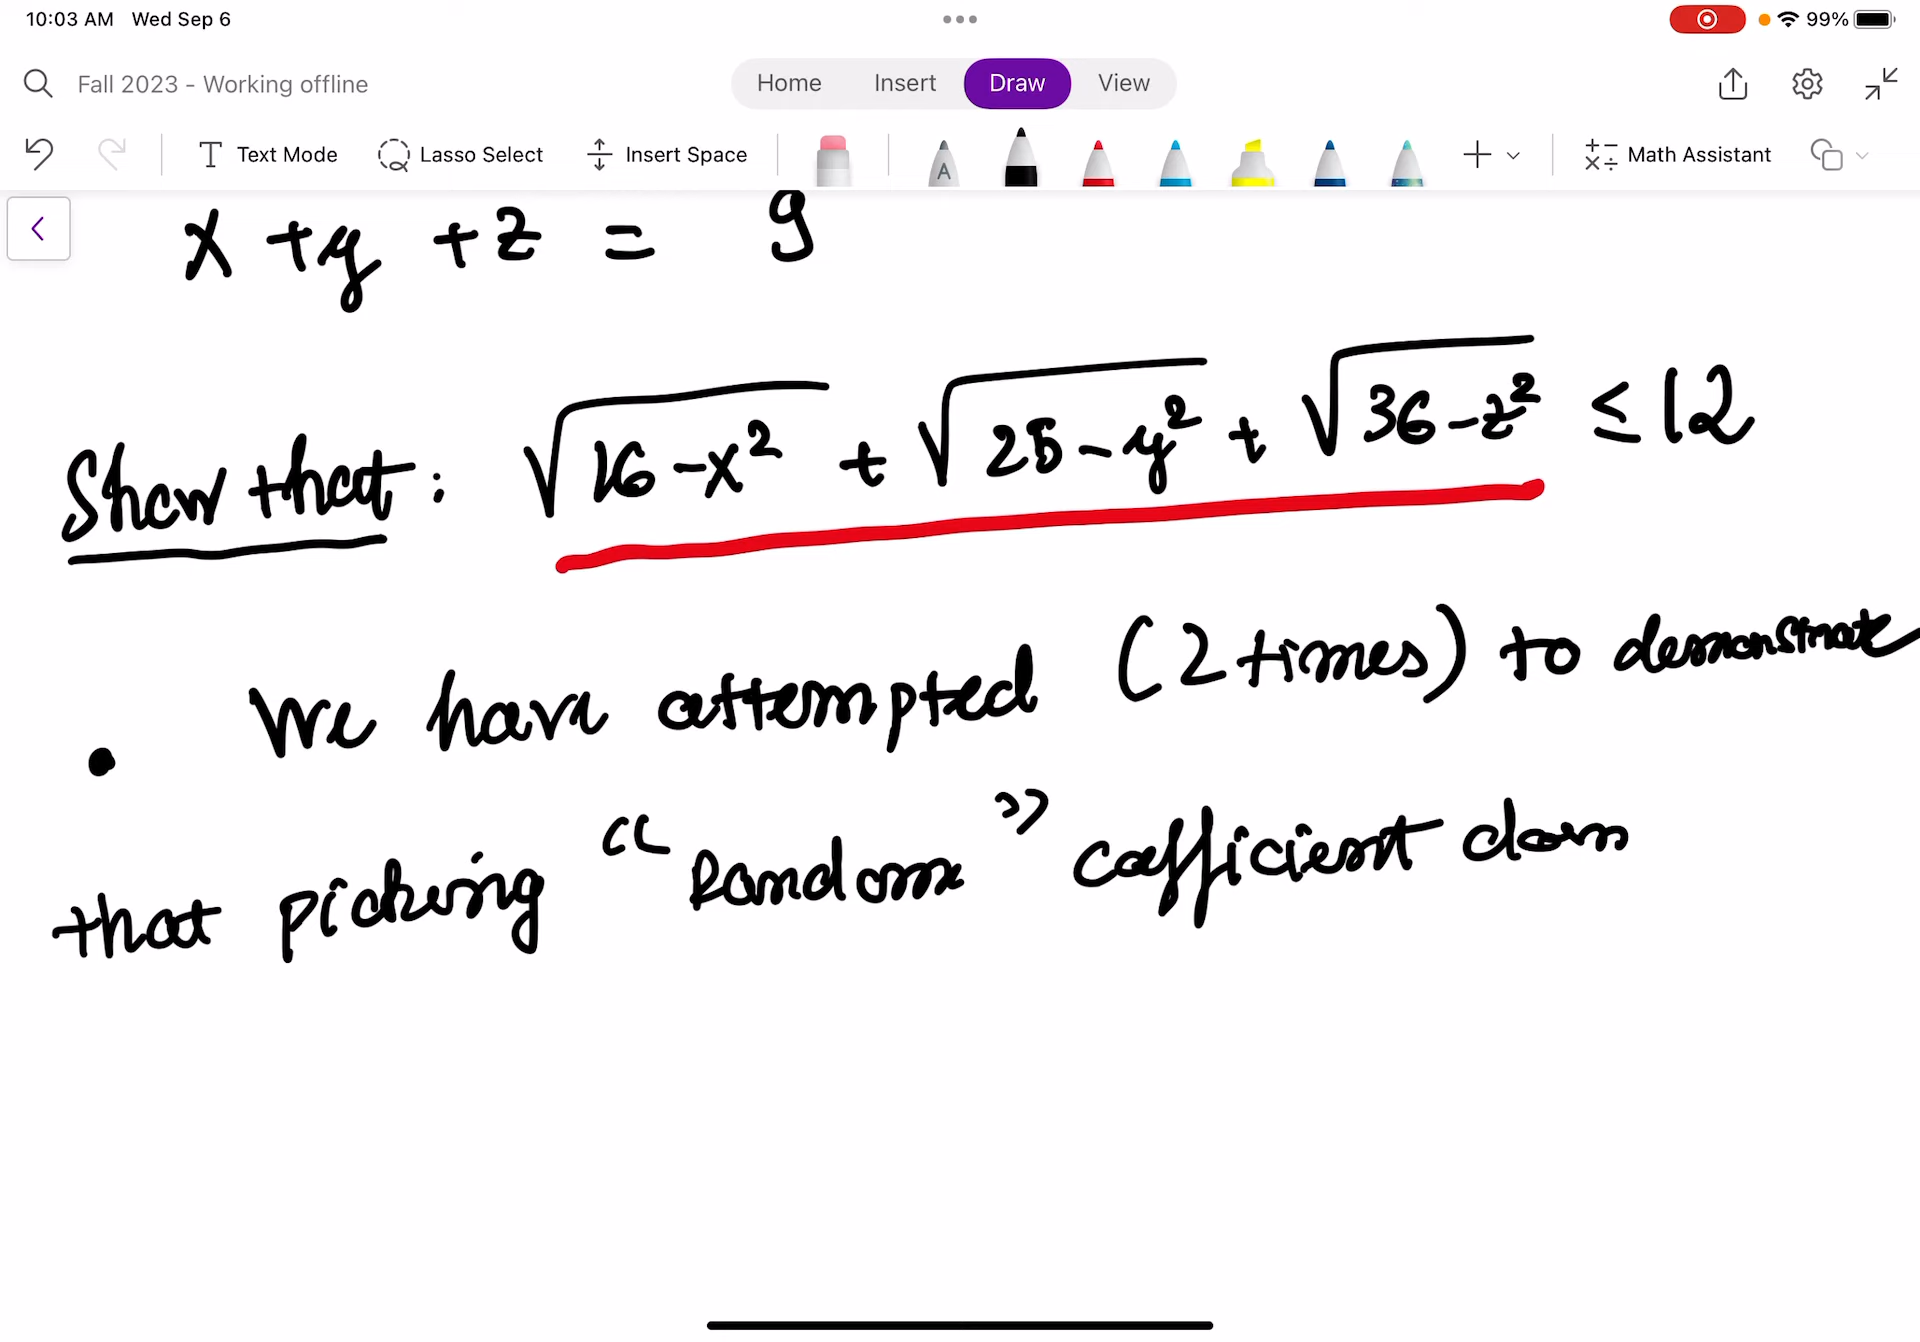 10:03 AM Wed Sep 6 99%
Fall 2023 - Working offline Home Insert Draw View
Text Mode Lasso Select Insert Space A Math Assistant
x + y + z = 9
Show that : √16-x² + √25-y² + √36-z² ≤ 12
• We have attempted (2 times) to demonstrate
that picking "Random" coefficient does